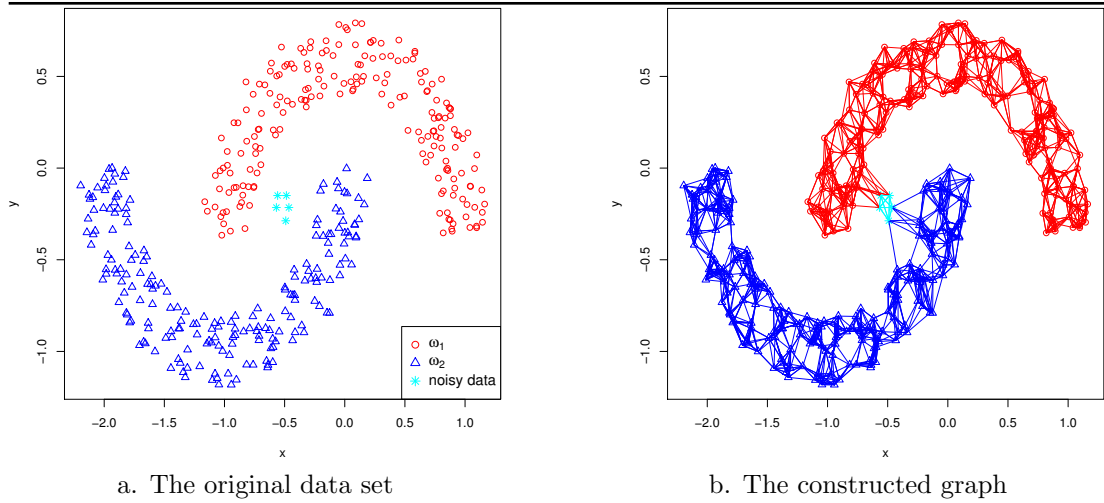 0.5
0.0
−0.5
−1.0
y
−2.0 −1.5 −1.0 −0.5 0.0 0.5 1.0
x
ω1
ω2
noisy data
a. The original data set
0.5
0.0
−0.5
−1.0
y
−2.0 −1.5 −1.0 −0.5 0.0 0.5 1.0
x
b. The constructed graph